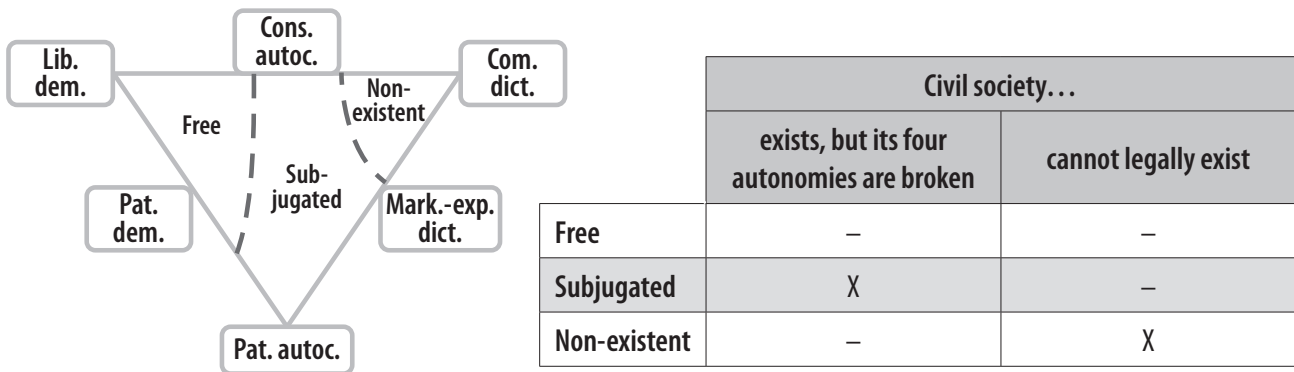 Cons.
autoc.
Lib.
dem.
Com.
dict.
Non-
existent
Free
Sub-
jugated
Pat.
dem.
Mark.-exp.
dict.
Pat. autoc.
Civil society…
exists, but its four
autonomies are broken
cannot legally exist
Free – –
Subjugated X –
Non-existent – X